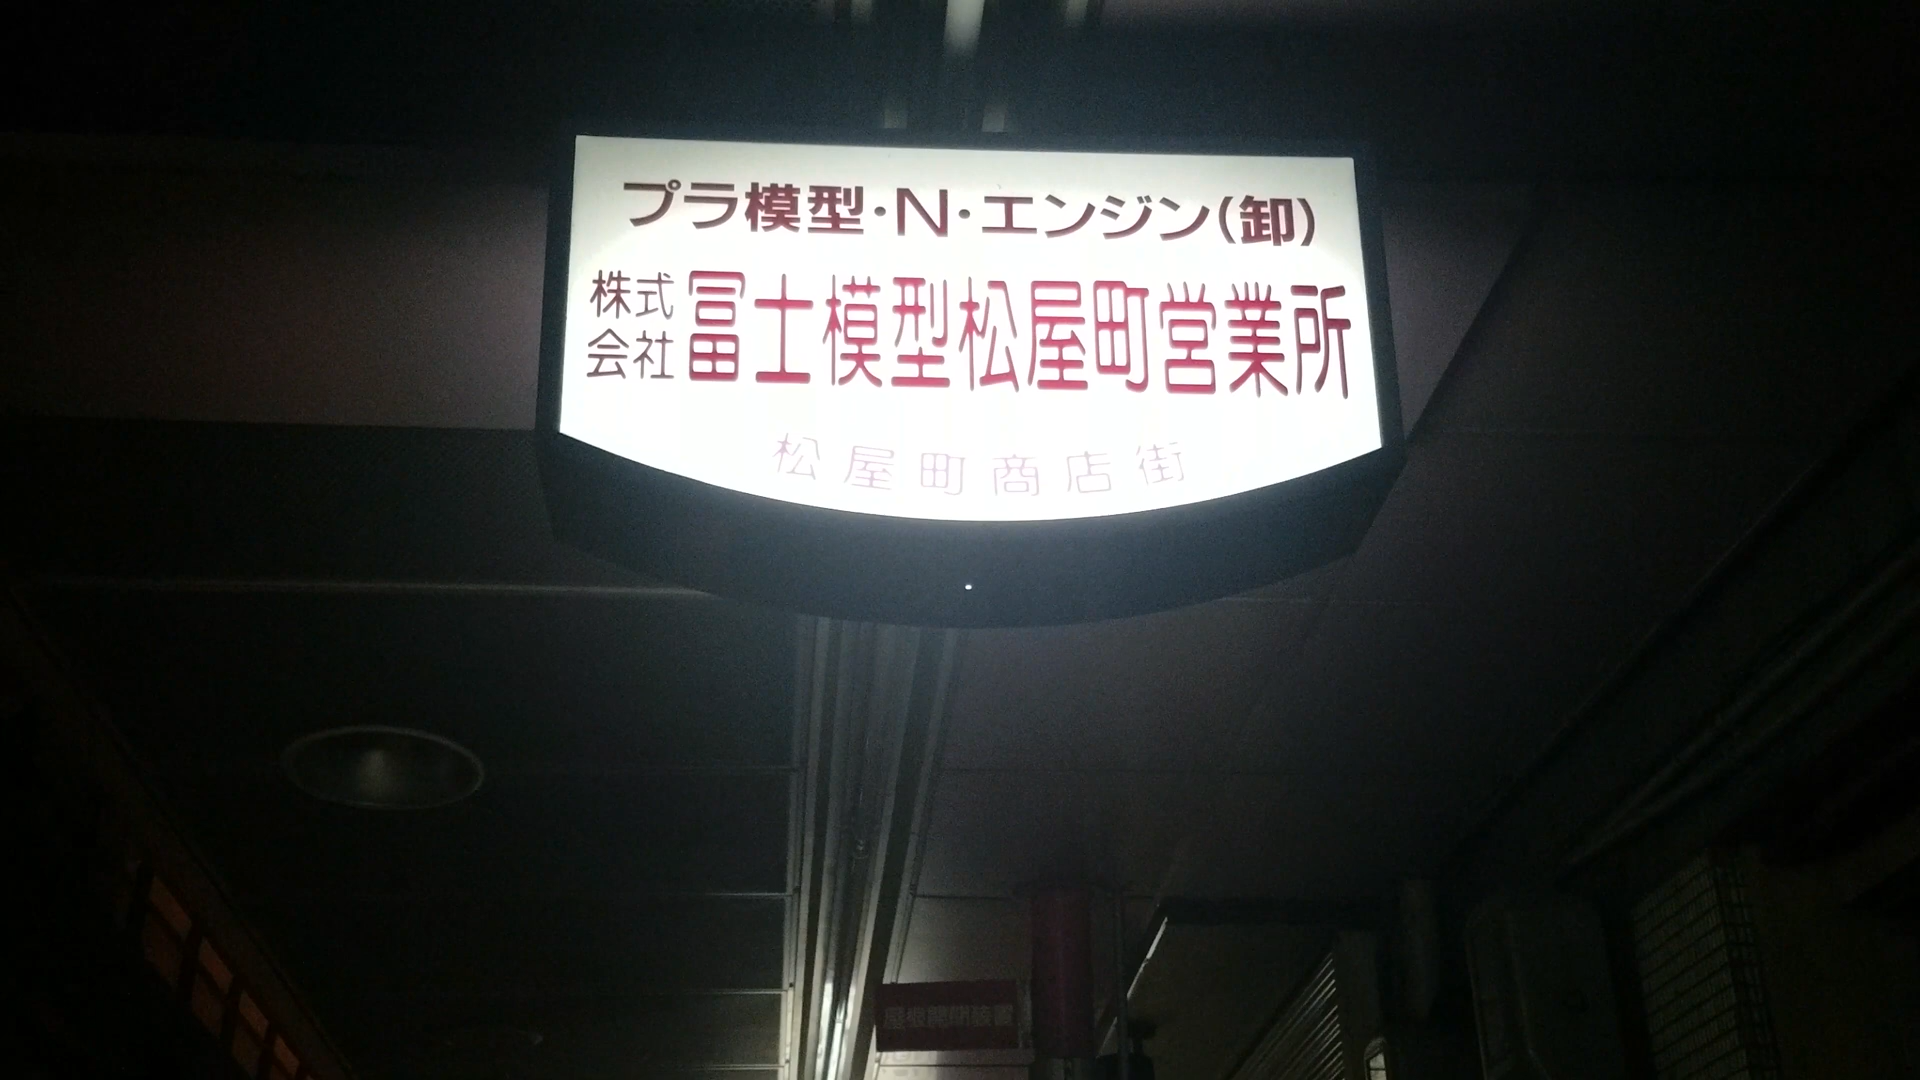 プラ模型・N・エンジン(卸)
株式会社 冨士模型松屋町営業所
松屋町商店街